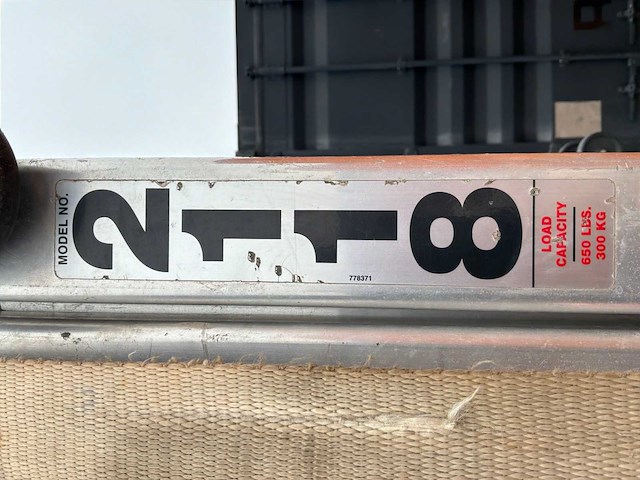 MODEL NO.
2118
778371
LOAD
CAPACITY
650 LBS.
300 KG